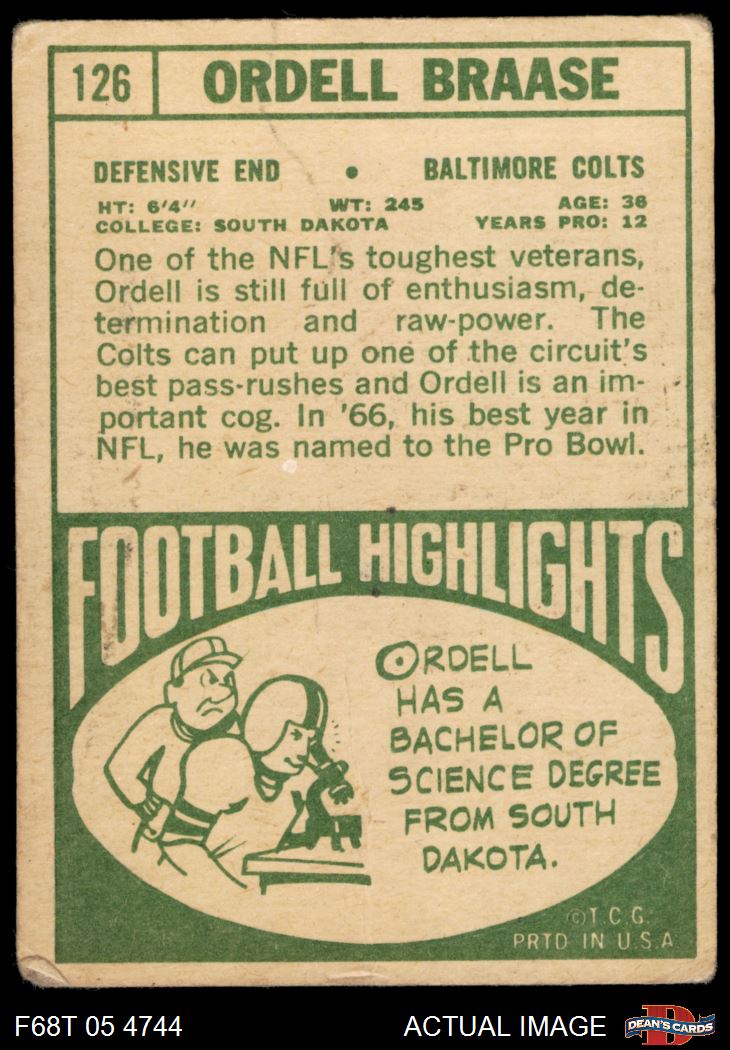 126 ORDELL BRAASE
DEFENSIVE END • BALTIMORE COLTS
HT: 6'4" WT: 245 AGE: 36
COLLEGE: SOUTH DAKOTA YEARS PRO: 12
One of the NFL's toughest veterans,
Ordell is still full of enthusiasm, de-
termination and raw-power. The
Colts can put up one of the circuit's
best pass-rushes and Ordell is an im-
portant cog. In '66, his best year in
NFL, he was named to the Pro Bowl.
FOOTBALL HIGHLIGHTS
ORDELL
HAS A
BACHELOR OF
SCIENCE DEGREE
FROM SOUTH
DAKOTA.
©T.C.G.
PRTD IN U.S.A
F68T 05 4744 ACTUAL IMAGE D DEAN'S CARDS